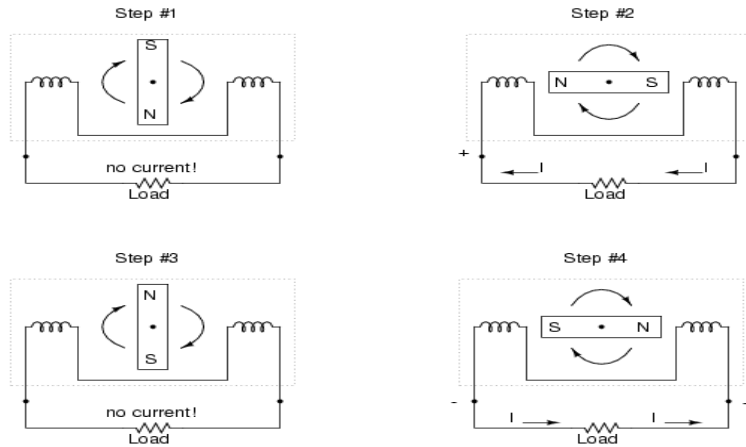 Step #1
S
N
no current!
Load
Step #2
N S
+
I I
Load
Step #3
N
S
no current!
Load
Step #4
S N
-
I I
Load